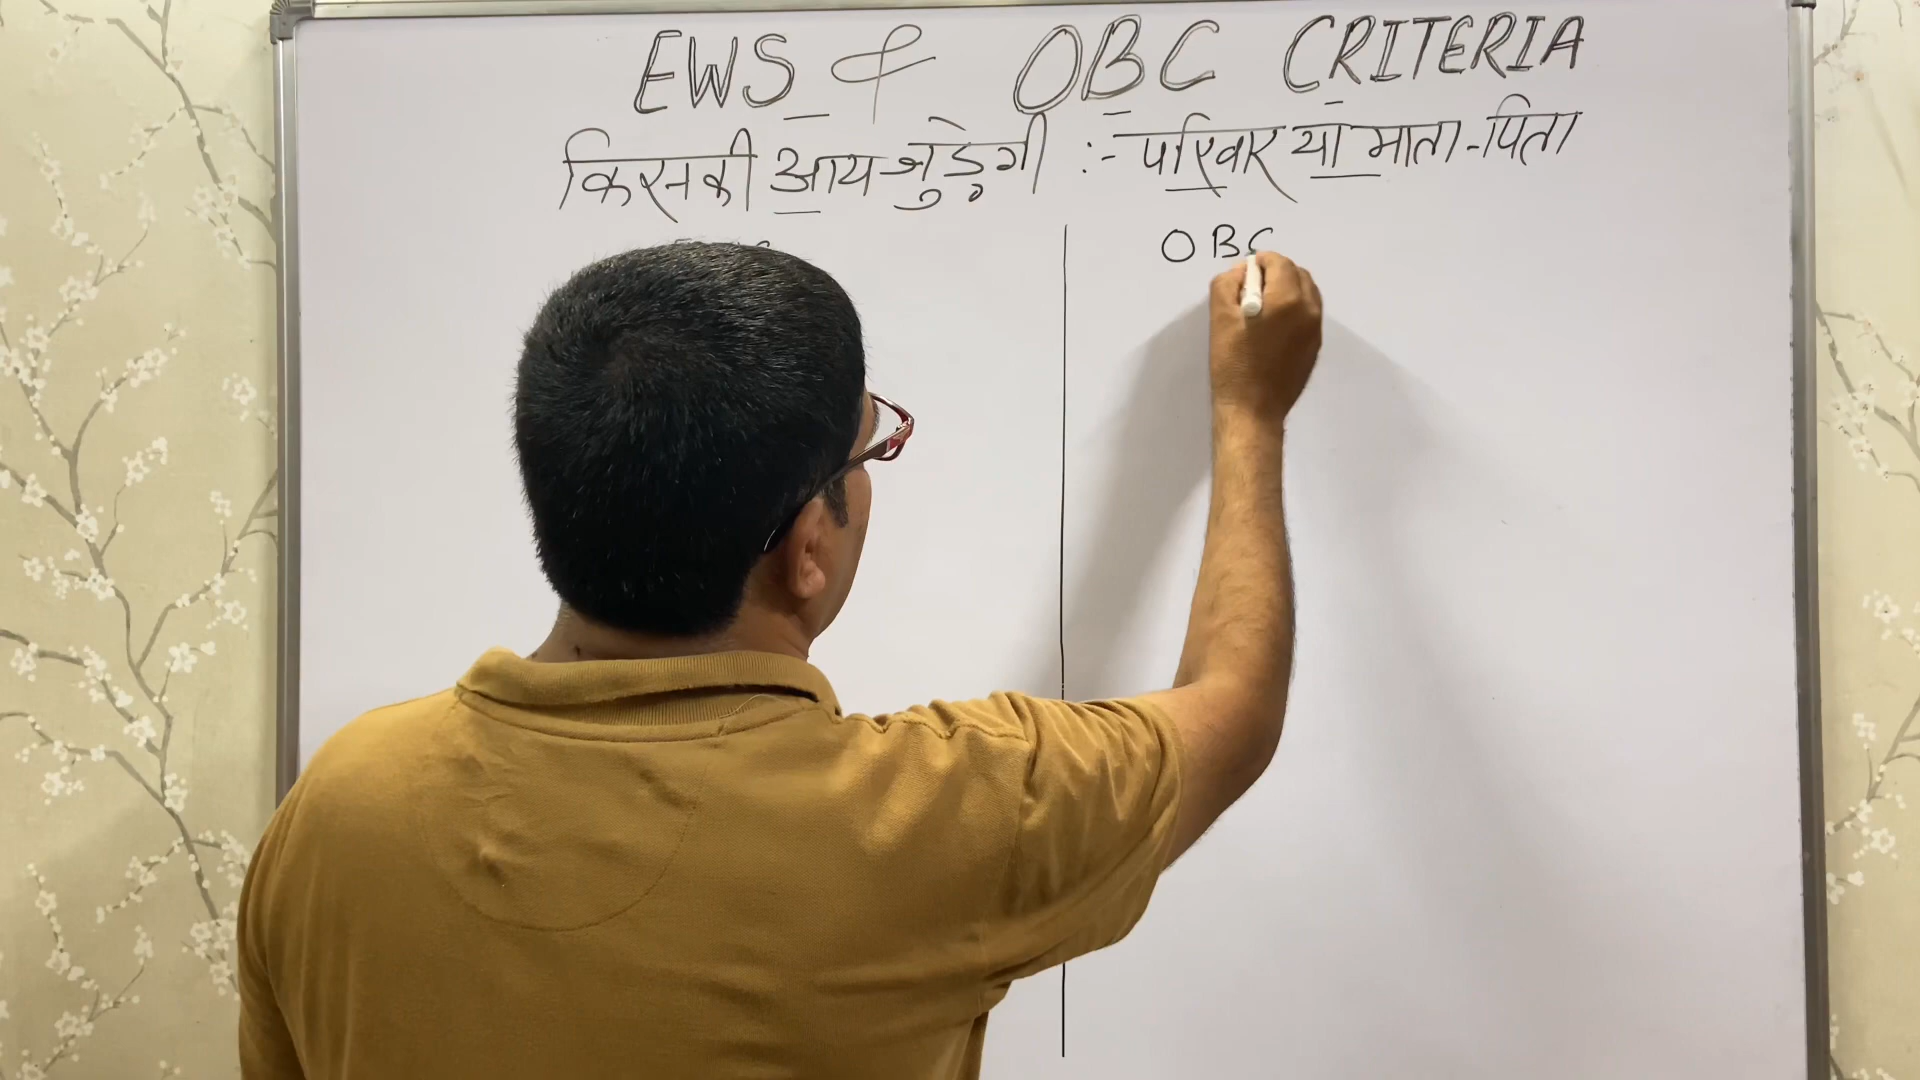 EWS & OBC CRITERIA
किसकी आय जुड़ेगी :- परिवार या माता-पिता
OBC